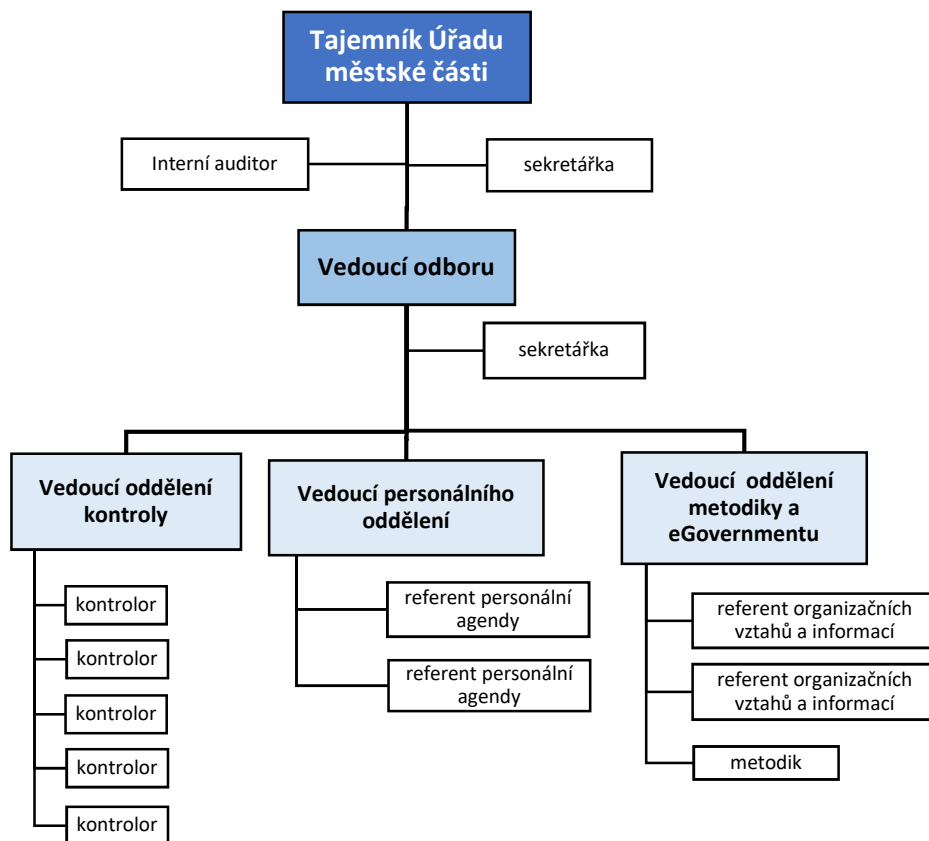 Tajemník Úřadu
městské části
Interní auditor
sekretářka
Vedoucí odboru
sekretářka
Vedoucí oddělení
kontroly
kontrolor
kontrolor
kontrolor
kontrolor
kontrolor
Vedoucí personálního
oddělení
referent personální
agendy
referent personální
agendy
Vedoucí oddělení
metodiky a
eGovernmentu
referent organizačních
vztahů a informací
referent organizačních
vztahů a informací
metodik